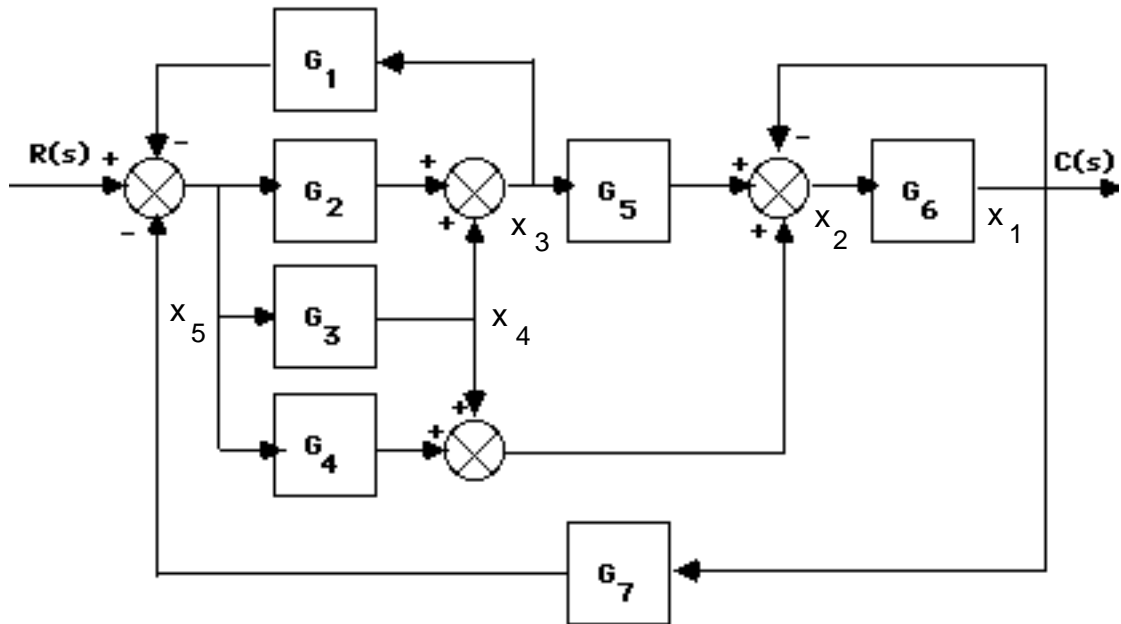 G1
-
-
R(s)
+
C(s)
G2
+
+
G5
+
+
G6
x3
x2
x1
-
x5
G3
x4
+
+
G4
G7